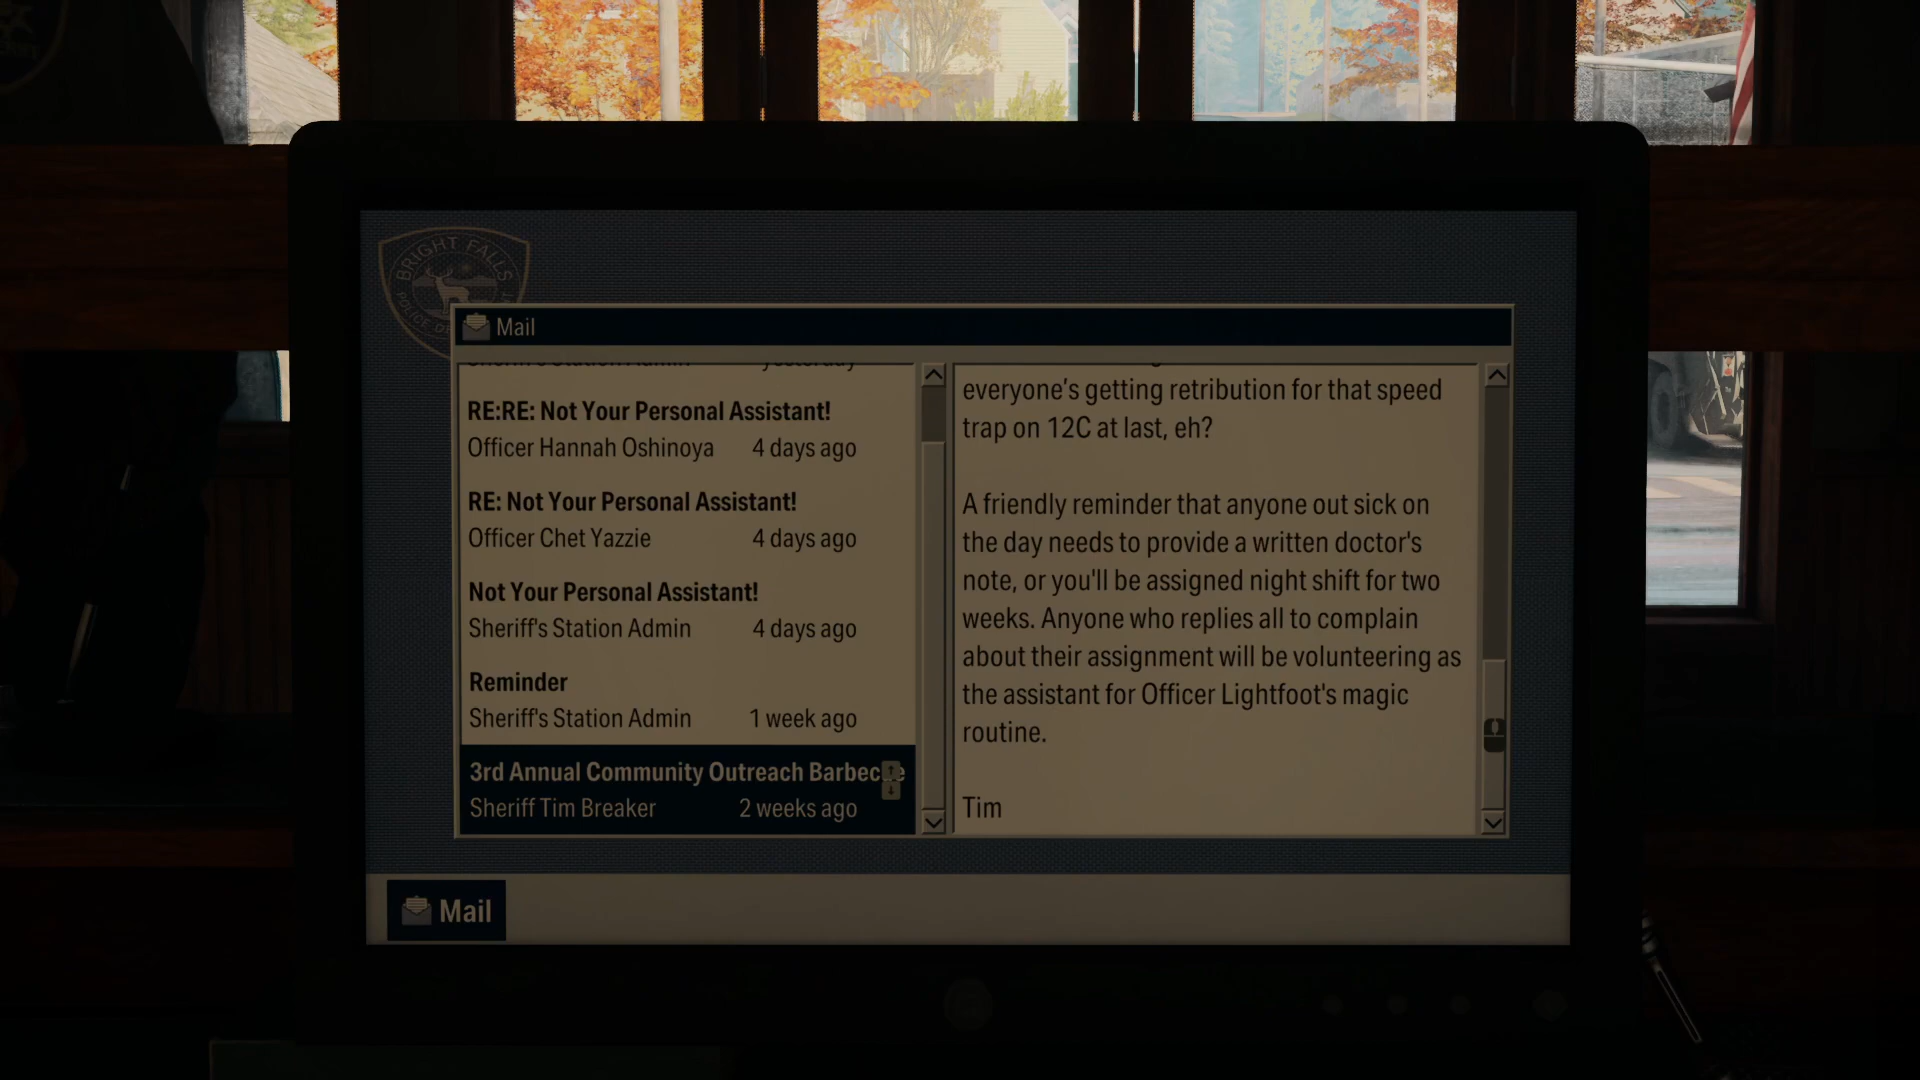 BRIGHT FALLS
Mail
yesterday
RE:RE: Not Your Personal Assistant!
Officer Hannah Oshinoya 4 days ago
RE: Not Your Personal Assistant!
Officer Chet Yazzie 4 days ago
Not Your Personal Assistant!
Sheriff's Station Admin 4 days ago
Reminder
Sheriff's Station Admin 1 week ago
3rd Annual Community Outreach Barbecue
Sheriff Tim Breaker 2 weeks ago
everyone's getting retribution for that speed
trap on 12C at last, eh?
A friendly reminder that anyone out sick on
the day needs to provide a written doctor's
note, or you'll be assigned night shift for two
weeks. Anyone who replies all to complain
about their assignment will be volunteering as
the assistant for Officer Lightfoot's magic
routine.
Tim
Mail